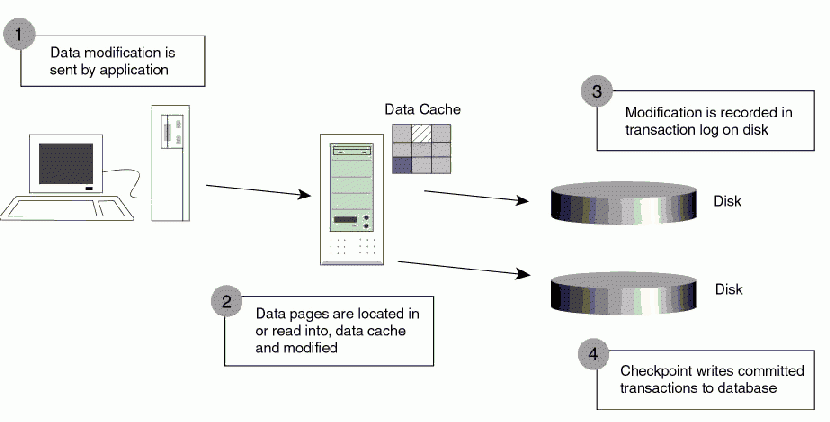 1
Data modification is
sent by application
Data Cache
3
Modification is recorded in
transaction log on disk
Disk
2
Data pages are located in
or read into, data cache
and modified
Disk
4
Checkpoint writes committed
transactions to database